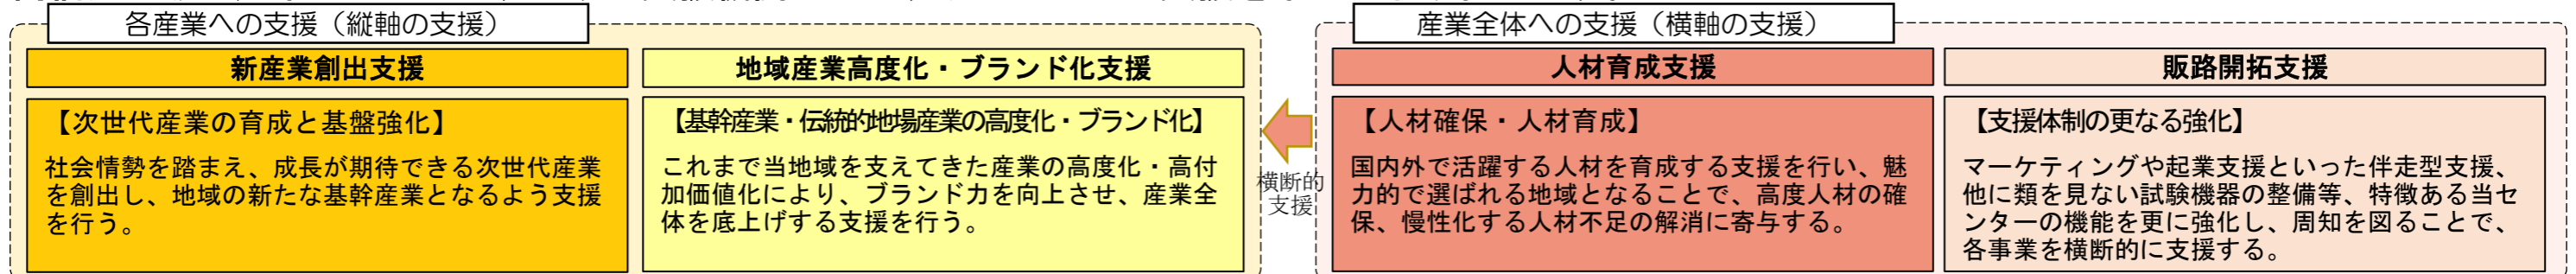 各産業への支援（縦軸の支援）
新産業創出支援
【次世代産業の育成と基盤強化】
社会情勢を踏まえ、成長が期待できる次世代産業
を創出し、地域の新たな基幹産業となるよう支援
を行う。
地域産業高度化・ブランド化支援
【基幹産業・伝統的地場産業の高度化・ブランド化】
これまで当地域を支えてきた産業の高度化・高付
加価値化により、ブランド力を向上させ、産業全
体を底上げする支援を行う。
横断的
支援
産業全体への支援（横軸の支援）
人材育成支援
【人材確保・人材育成】
国内外で活躍する人材を育成する支援を行い、魅
力的で選ばれる地域となることで、高度人材の確
保、慢性化する人材不足の解消に寄与する。
販路開拓支援
【支援体制の更なる強化】
マーケティングや起業支援といった伴走型支援、
他に類を見ない試験機器の整備等、特徴ある当セ
ンターの機能を更に強化し、周知を図ることで、
各事業を横断的に支援する。